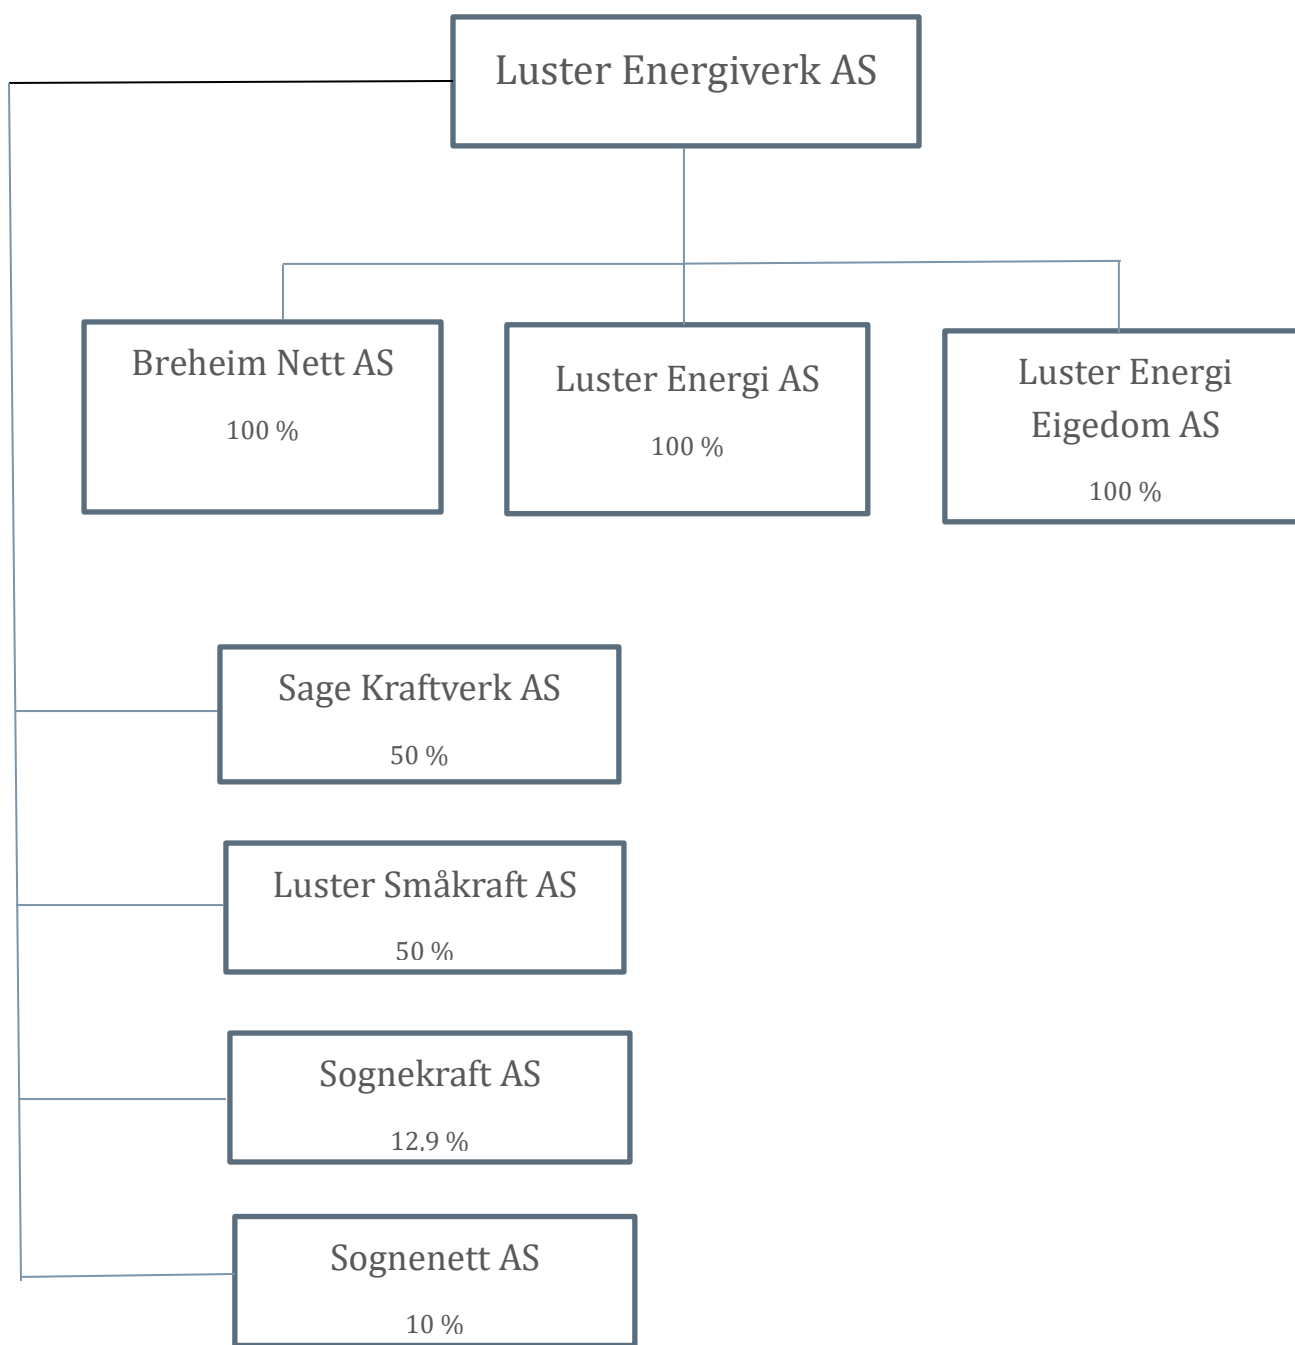 Luster Energiverk AS
Breheim Nett AS
100 %
Luster Energi AS
100 %
Luster Energi
Eigedom AS
100 %
Sage Kraftverk AS
50 %
Luster Småkraft AS
50 %
Sognekraft AS
12,9 %
Sognenett AS
10 %